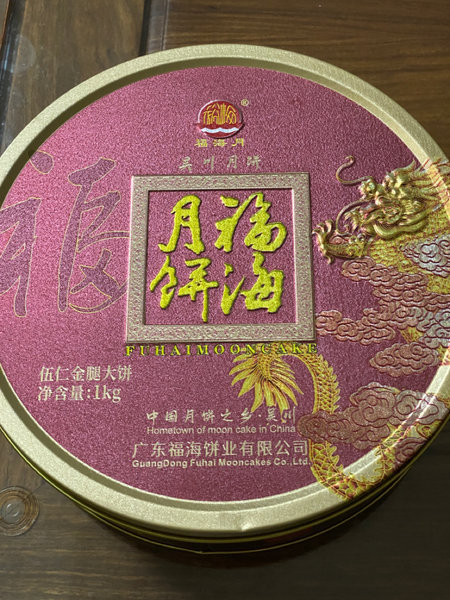 ®
福海月
吴川月饼
福
福海
月饼
FUHAIMOONCAKE
伍仁金腿大饼
净含量:1kg
中国月饼之乡·吴川
Hometown of moon cake in China
广东福海饼业有限公司
GuangDong Fuhai Mooncakes Co.,Ltd